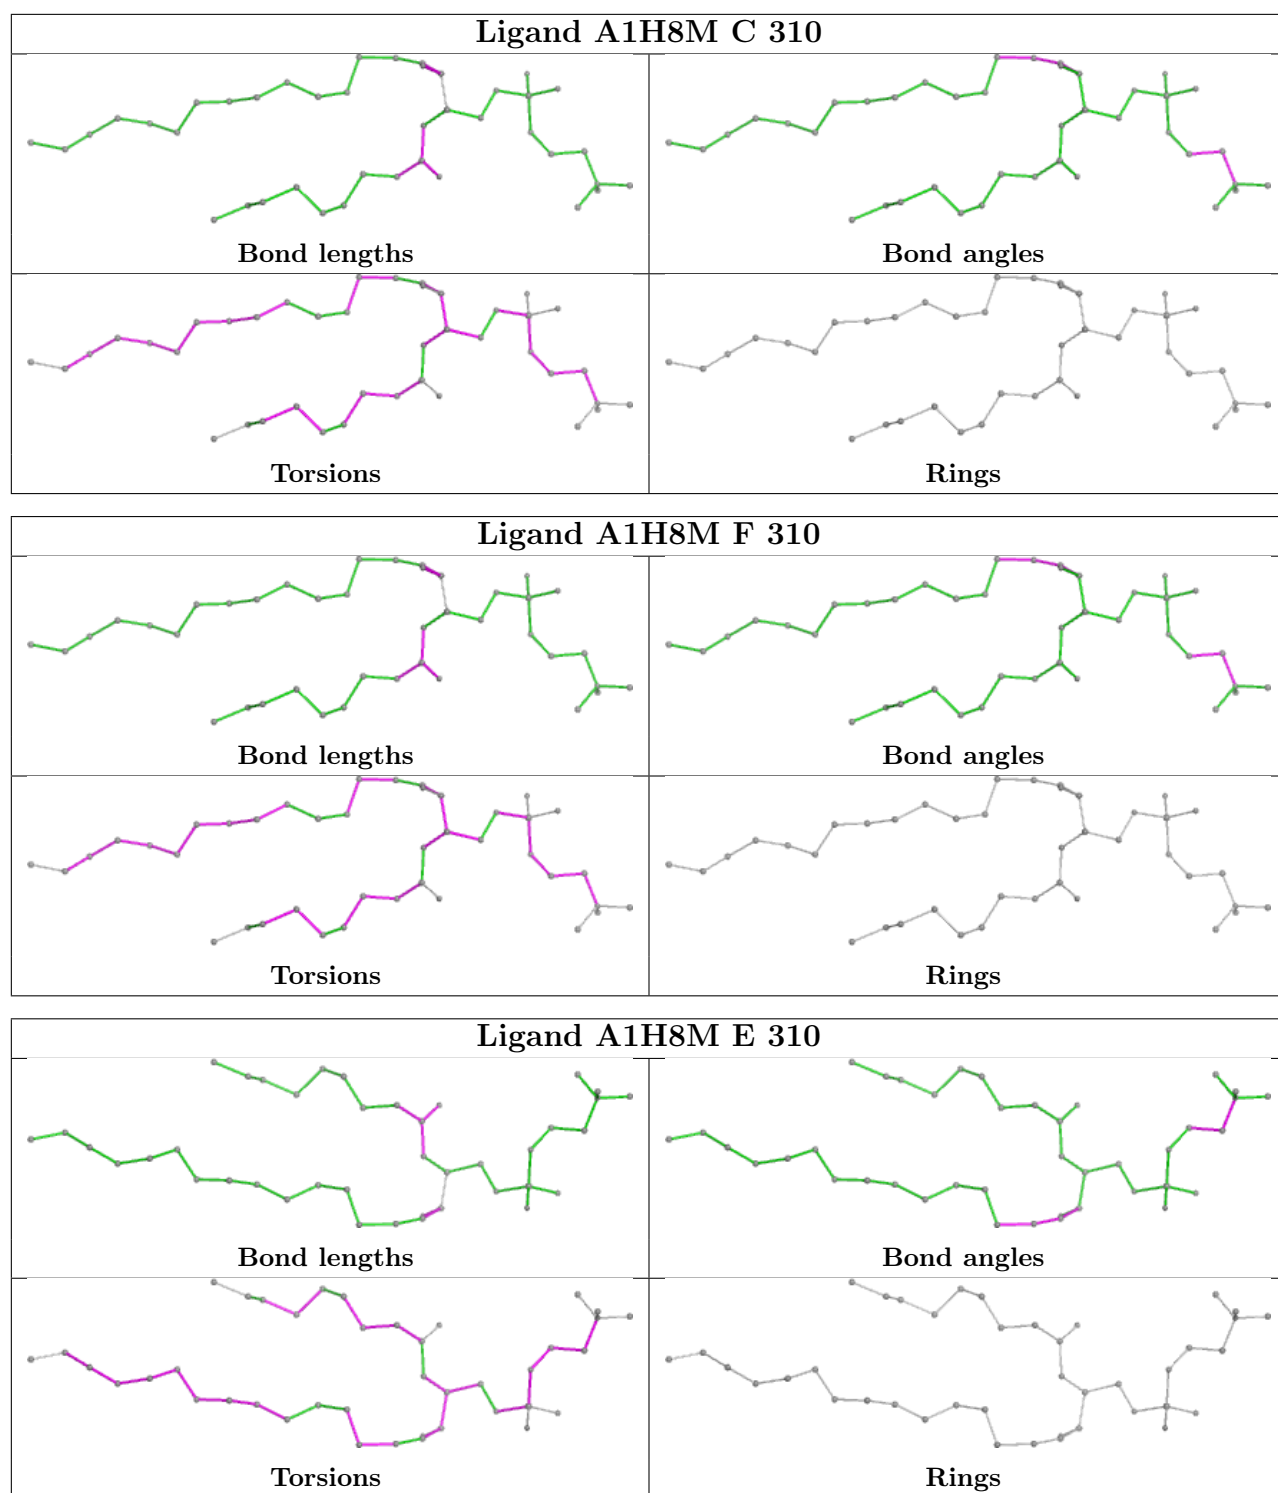 Ligand A1H8M C 310
Bond lengths
Bond angles
Torsions
Rings
Ligand A1H8M F 310
Bond lengths
Bond angles
Torsions
Rings
Ligand A1H8M E 310
Bond lengths
Bond angles
Torsions
Rings